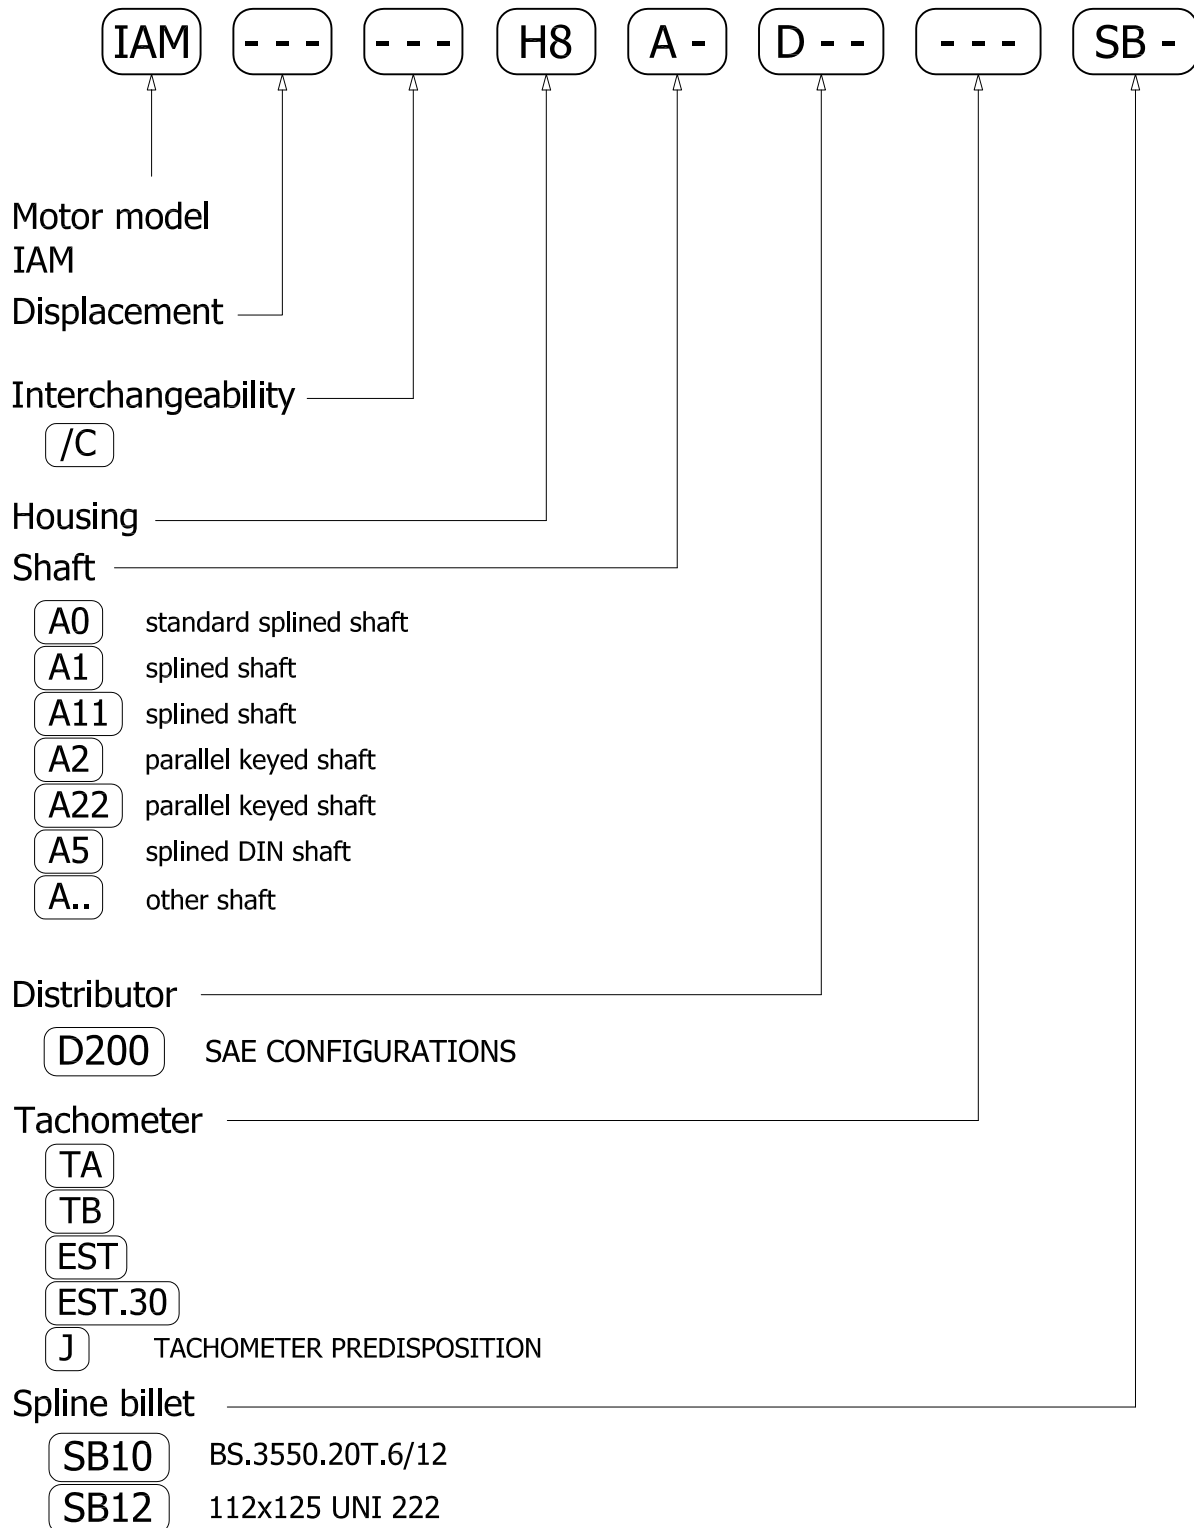 IAM - - - - - - H8 A - D - - - - - SB -
Motor model
IAM
Displacement
Interchangeability
/C
Housing
Shaft
A0 standard splined shaft
A1 splined shaft
A11 splined shaft
A2 parallel keyed shaft
A22 parallel keyed shaft
A5 splined DIN shaft
A.. other shaft
Distributor
D200 SAE CONFIGURATIONS
Tachometer
TA
TB
EST
EST.30
J TACHOMETER PREDISPOSITION
Spline billet
SB10 BS.3550.20T.6/12
SB12 112x125 UNI 222